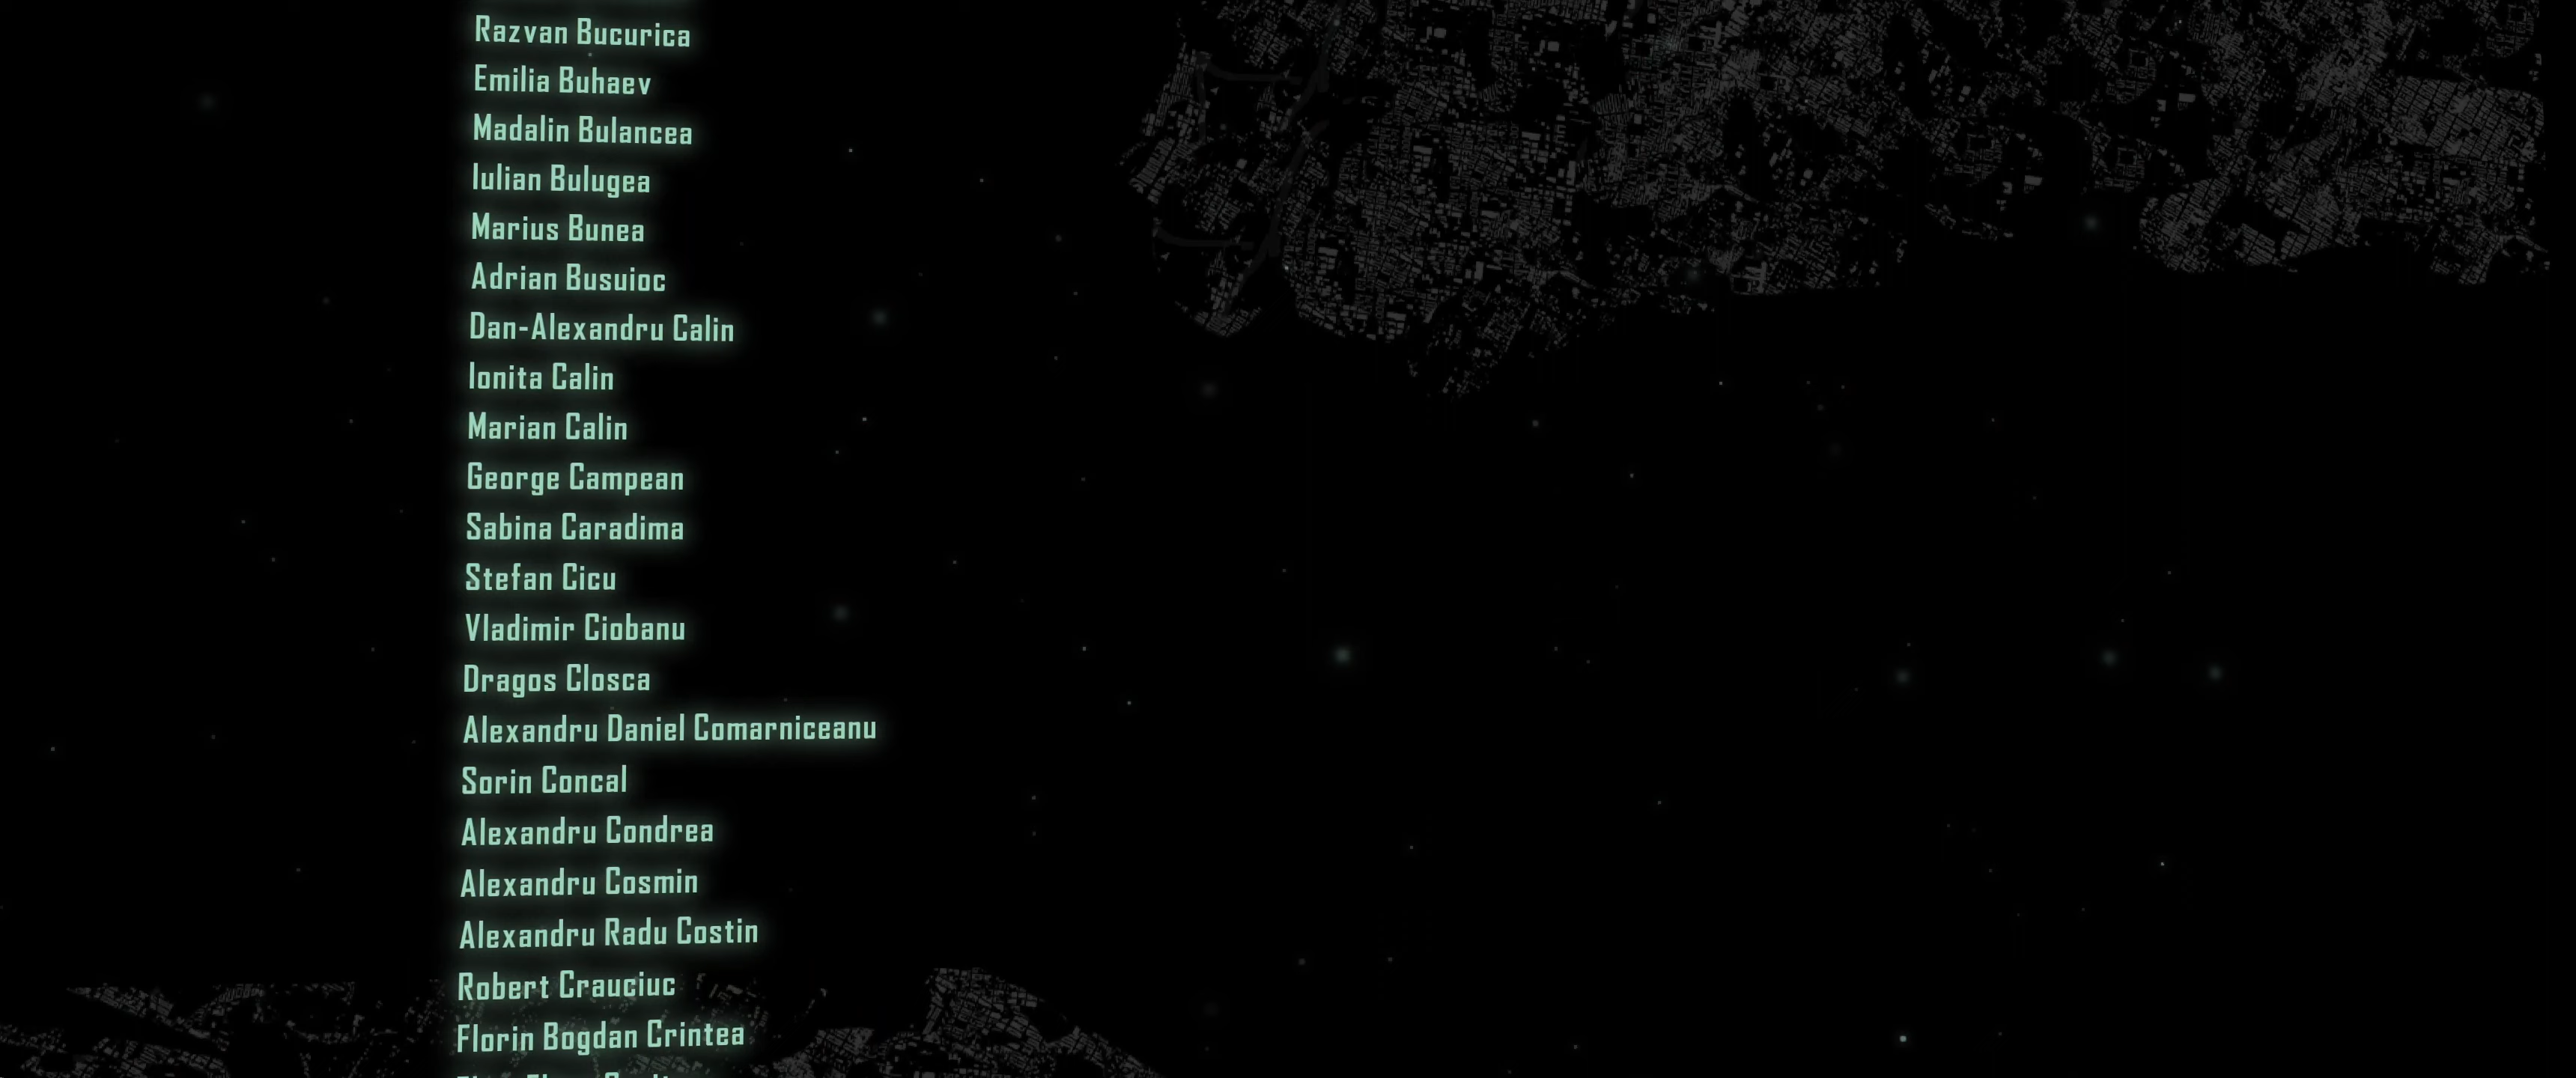 Razvan Bucurica
Emilia Buhaev
Madalin Bulancea
Iulian Bulugea
Marius Bunea
Adrian Busuioc
Dan-Alexandru Calin
Ionita Calin
Marian Calin
George Campean
Sabina Caradima
Stefan Cicu
Vladimir Ciobanu
Dragos Closca
Alexandru Daniel Comarniceanu
Sorin Concal
Alexandru Condrea
Alexandru Cosmin
Alexandru Radu Costin
Robert Crauciuc
Florin Bogdan Crintea